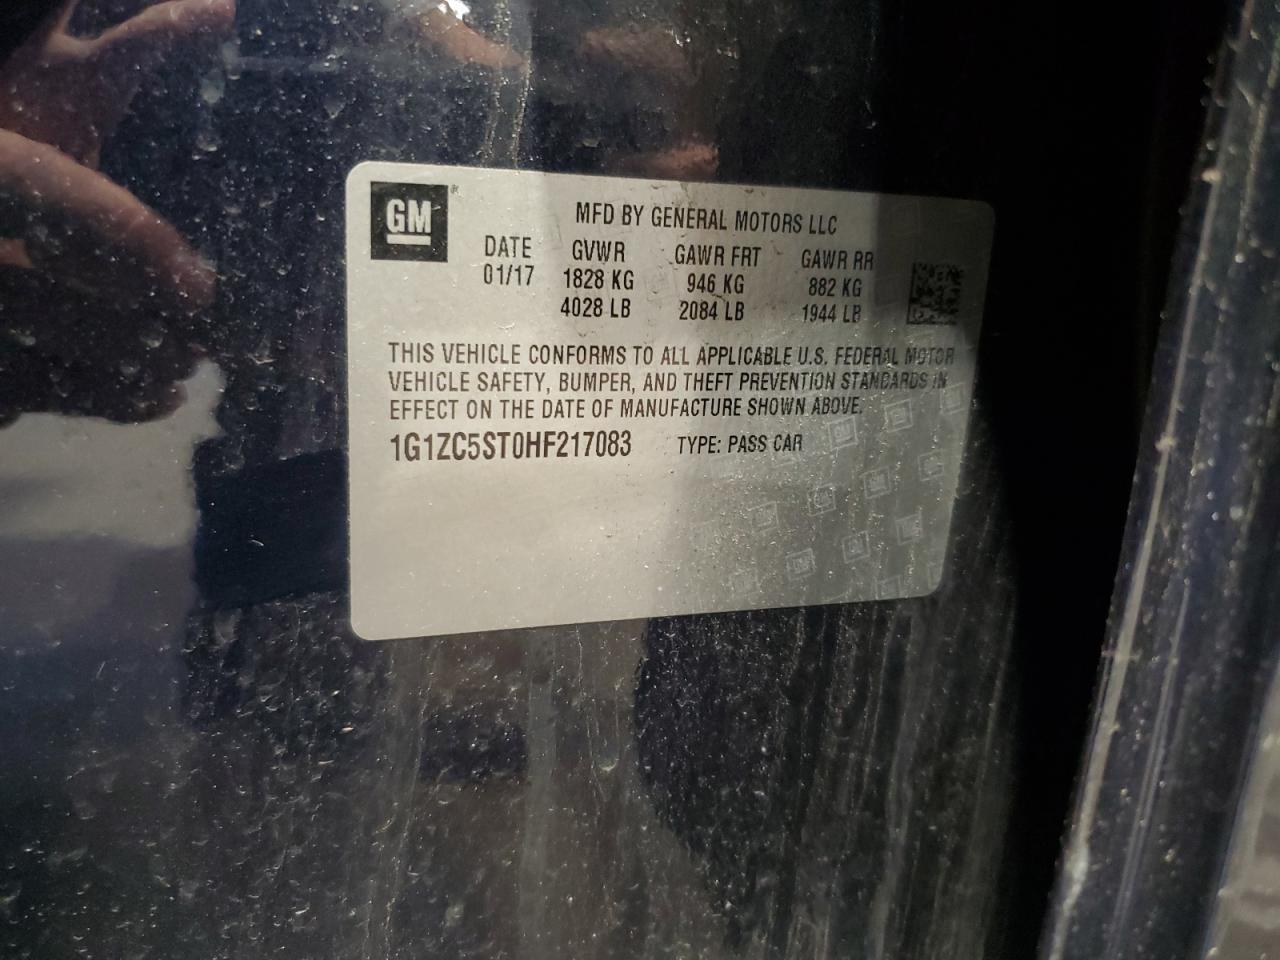 GM ®
MFD BY GENERAL MOTORS LLC
DATE GVWR GAWR FRT GAWR RR
01/17 1828 KG 946 KG 882 KG
4028 LB 2084 LB 1944 LB
THIS VEHICLE CONFORMS TO ALL APPLICABLE U.S. FEDERAL MOTOR
VEHICLE SAFETY, BUMPER, AND THEFT PREVENTION STANDARDS IN
EFFECT ON THE DATE OF MANUFACTURE SHOWN ABOVE.
1G1ZC5ST0HF217083 TYPE: PASS CAR